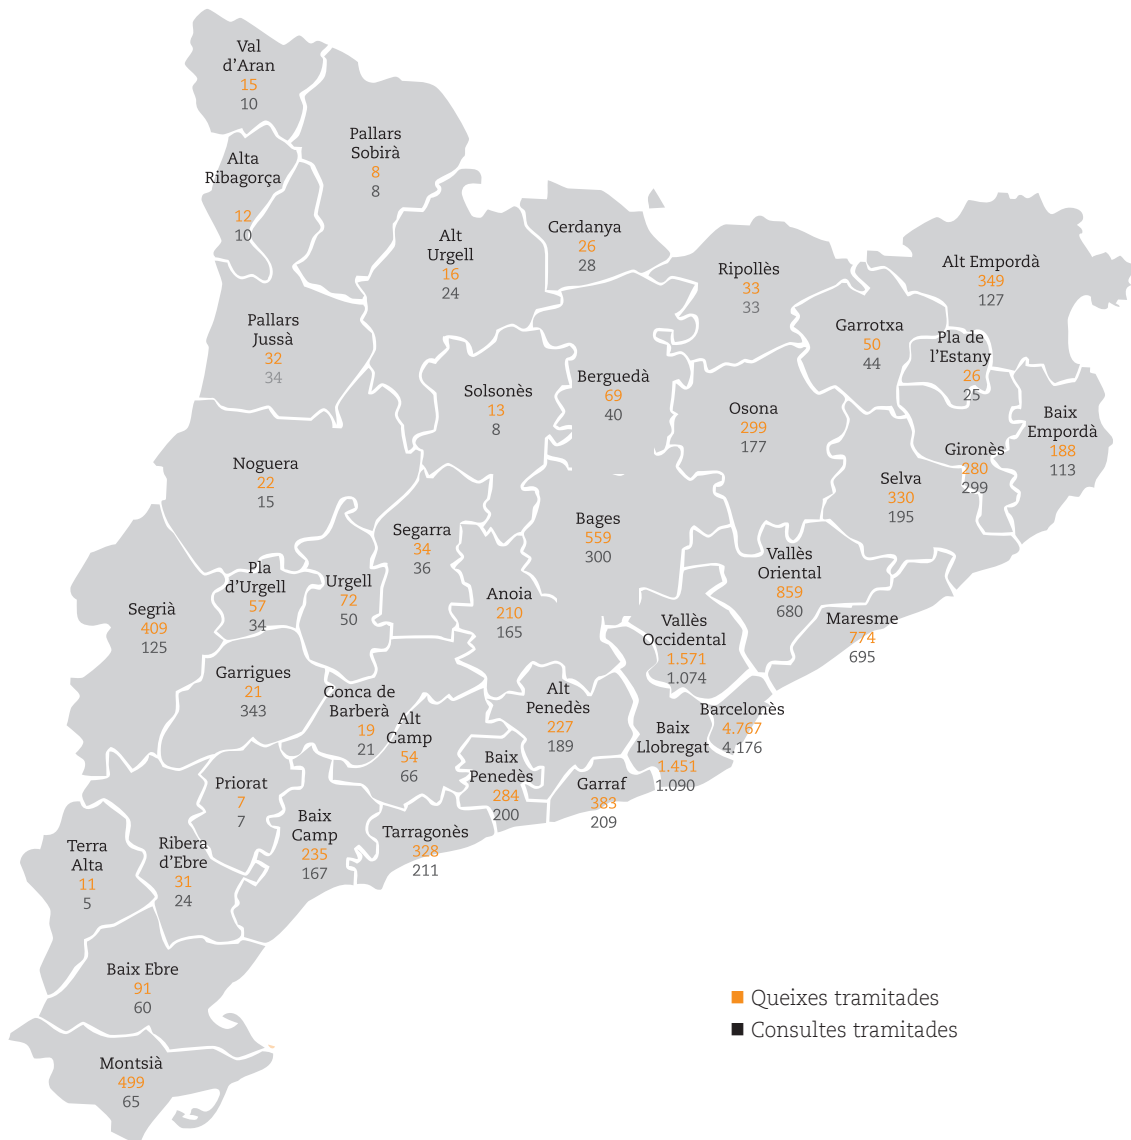 Val
d’Aran
15
10
Pallars
Sobirà
8
8
Alta
Ribagorça
12
10
Alt
Urgell
16
24
Cerdanya
26
28
Ripollès
33
33
Alt Empordà
349
127
Pallars
Jussà
32
34
Garrotxa
50
44
Pla de
l’Estany
26
25
Solsonès
13
8
Berguedà
69
40
Osona
299
177
Baix
Empordà
188
113
Gironès
280
299
Noguera
22
15
Selva
330
195
Segarra
34
36
Bages
559
300
Vallès
Oriental
859
680
Pla
d’Urgell
57
34
Urgell
72
50
Anoia
210
165
Segrià
409
125
Vallès
Occidental
1.571
1.074
Maresme
774
695
Garrigues
21
343
Conca de
Barberà
19
21
Alt
Camp
54
66
Alt
Penedès
227
189
Barcelonès
4.767
4.176
Baix
Llobregat
1.451
1.090
Baix
Penedès
284
200
Garraf
383
209
Priorat
7
7
Baix
Camp
235
167
Tarragonès
328
211
Terra
Alta
11
5
Ribera
d’Ebre
31
24
Baix Ebre
91
60
Queixes tramitades
Consultes tramitades
Montsià
499
65